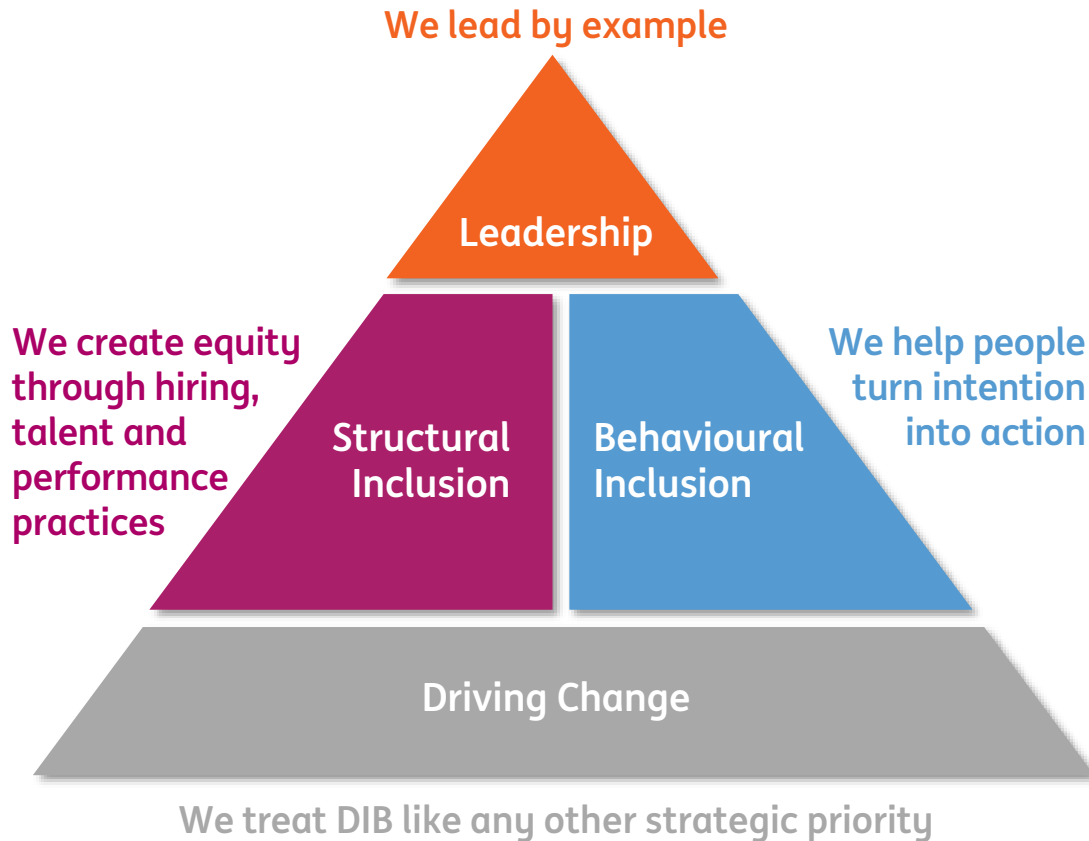 We lead by example
Leadership
We create equity
through hiring,
talent and
performance
practices
Structural
Inclusion
Behavioural
Inclusion
We help people
turn intention
into action
Driving Change
We treat DIB like any other strategic priority